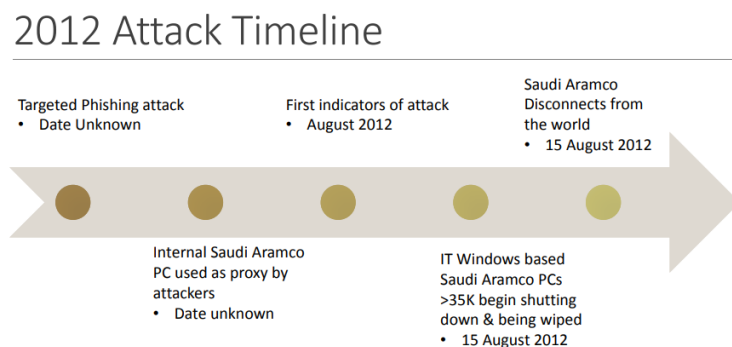 2012 Attack Timeline
Targeted Phishing attack
• Date Unknown
Internal Saudi Aramco
PC used as proxy by
attackers
• Date unknown
First indicators of attack
• August 2012
IT Windows based
Saudi Aramco PCs
>35K begin shutting
down & being wiped
• 15 August 2012
Saudi Aramco
Disconnects from
the world
• 15 August 2012